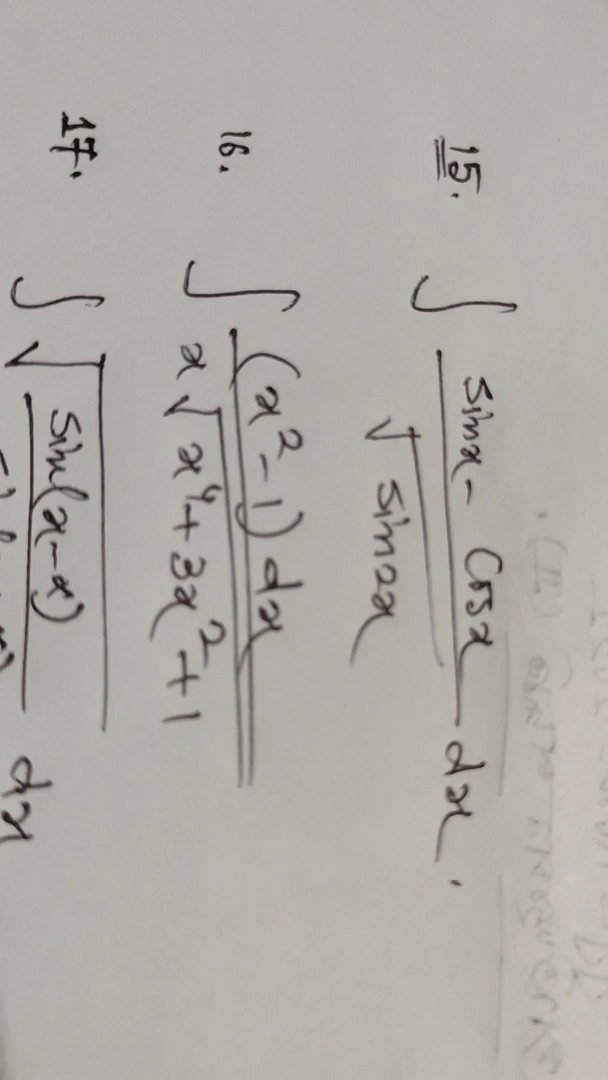 15. ∫ (sinx - cosx)/√(sin2x) dx.
16. ∫ (x² - 1) dx / (x√(x⁴ + 3x² + 1))
17. ∫ √(sin(x-α)/ dx